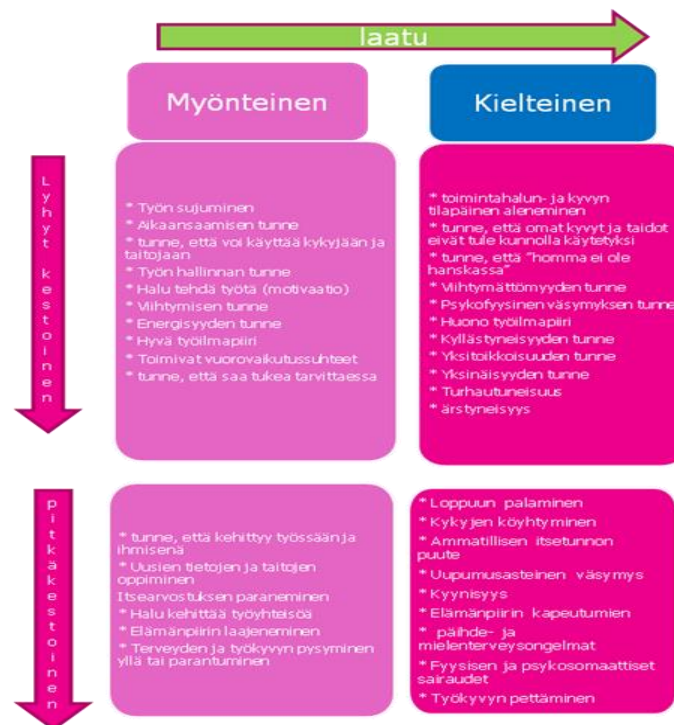 laatu
Myönteinen
Kielteinen
Lyhyt kestoinen
* Työn sujuminen
* Aikaansaamisen tunne
* tunne, että voi käyttää kykyjään ja
taitojaan
* Työn hallinnan tunne
* Halu tehdä työtä (motivaatio)
* Viihtymisen tunne
* Energisyyden tunne
* Hyvä työilmapiiri
* Toimivat vuorovaikutussuhteet
* tunne, että saa tukea tarvittaessa
* toimintahalun- ja kyvyn
tilapäinen aleneminen
* tunne, että omat kyvyt ja taidot
eivät tule kunnolla käytetyksi
* tunne, että "homma ei ole
hanskassa"
* Viihtymättömyyden tunne
* Psykofyysinen väsymyksen tunne
* Huono työilmapiiri
* Kyllästyneisyyden tunne
* Yksitoikkoisuuden tunne
* Yksinäisyyden tunne
* Turhautuneisuus
* ärstyneisyys
pitkäkestoinen
* tunne, että kehittyy työssään ja
ihmisenä
* Uusien tietojen ja taitojen
oppiminen
Itsearvostuksen paraneminen
* Halu kehittää työyhteisöä
* Elämänpiirin laajeneminen
* Terveyden ja työkyvyn pysyminen
yllä tai parantuminen
* Loppuun palaminen
* Kykyjen köyhtyminen
* Ammatillisen itsetunnon
puute
* Uupumusasteinen väsymys
* Kyynisyys
* Elämänpiirin kapeutumien
* päihde- ja
mielenterveysongelmat
* Fyysisen ja psykosomaattiset
sairaudet
* Työkyvyn pettäminen